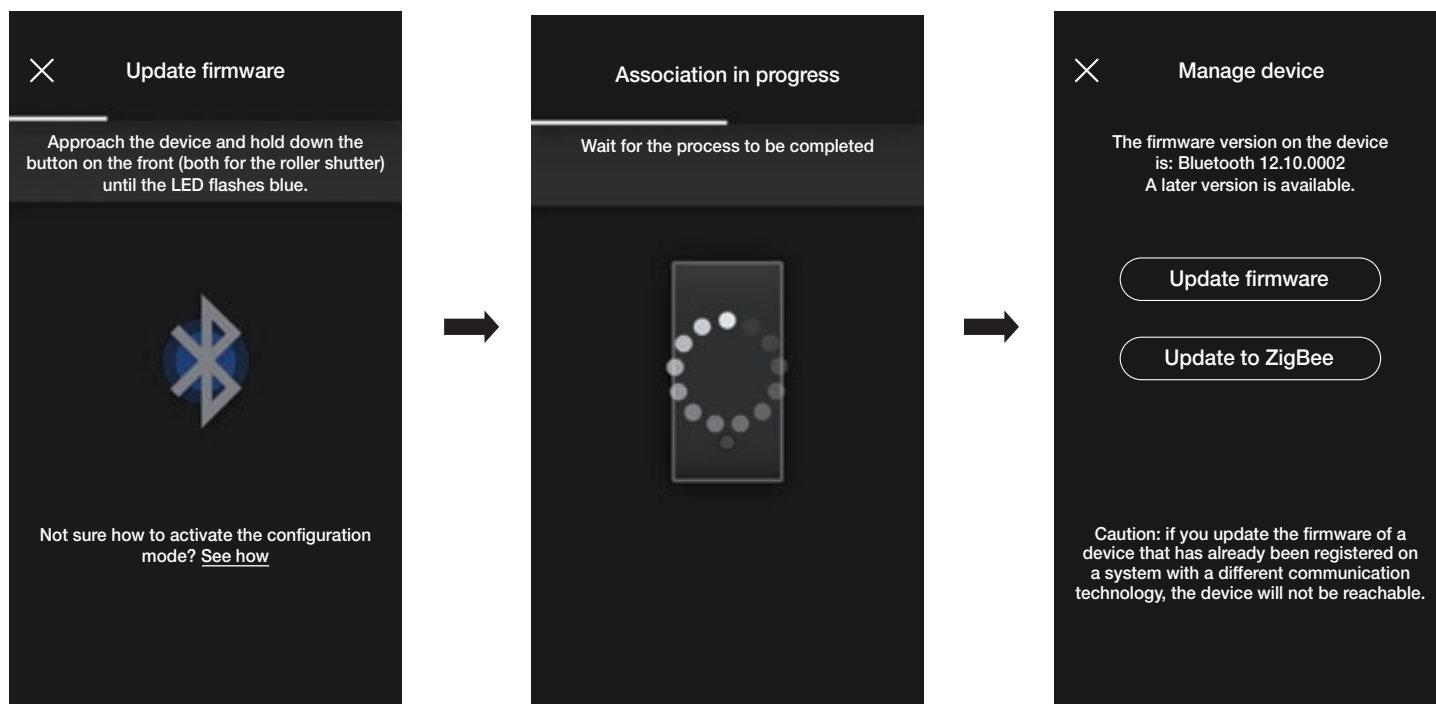 Update firmware
Approach the device and hold down the
button on the front (both for the roller shutter)
until the LED flashes blue.
Not sure how to activate the configuration
mode? See how
Association in progress
Wait for the process to be completed
Manage device
The firmware version on the device
is: Bluetooth 12.10.0002
A later version is available.
Update firmware
Update to ZigBee
Caution: if you update the firmware of a
device that has already been registered on
a system with a different communication
technology, the device will not be reachable.